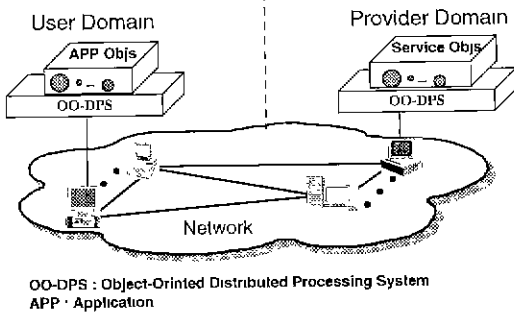 User Domain
Provider Domain
APP Objs
Service Objs
OO-DPS
OO-DPS
Network
OO-DPS : Object-Orinted Distributed Processing System
APP : Application